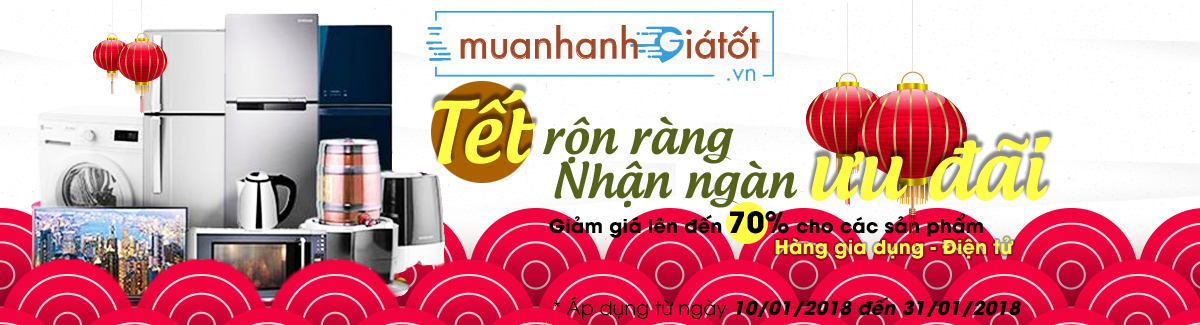 muanhanh Giátốt
.vn
Tết rộn ràng
Nhận ngàn ưu đãi
Giảm giá lên đến 70% cho các sản phẩm
Hàng gia dụng - Điện tử
* Áp dụng từ ngày 10/01/2018 đến 31/01/2018